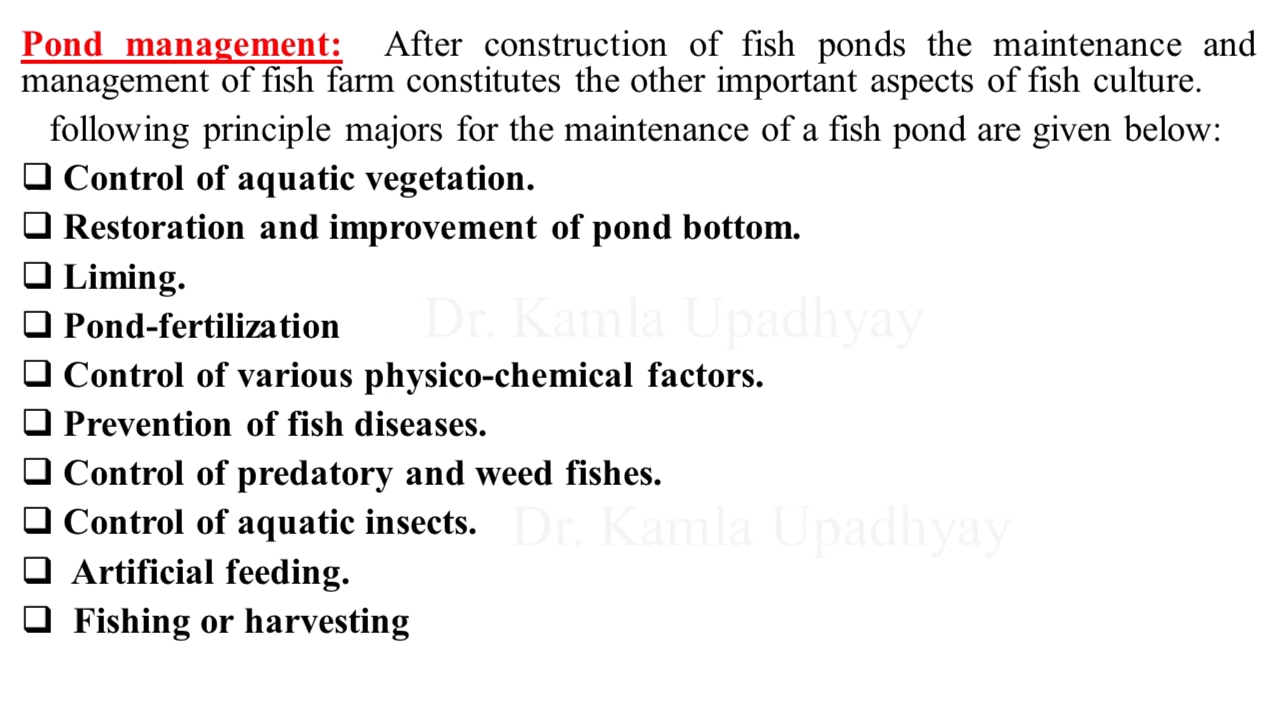 Pond management: After construction of fish ponds the maintenance and
management of fish farm constitutes the other important aspects of fish culture.
following principle majors for the maintenance of a fish pond are given below:
❑ Control of aquatic vegetation.
❑ Restoration and improvement of pond bottom.
❑ Liming.
❑ Pond-fertilization
Dr. Kamla Upadhyay
❑ Control of various physico-chemical factors.
❑ Prevention of fish diseases.
❑ Control of predatory and weed fishes.
❑ Control of aquatic insects.
Dr. Kamla Upadhyay
❑ Artificial feeding.
❑ Fishing or harvesting